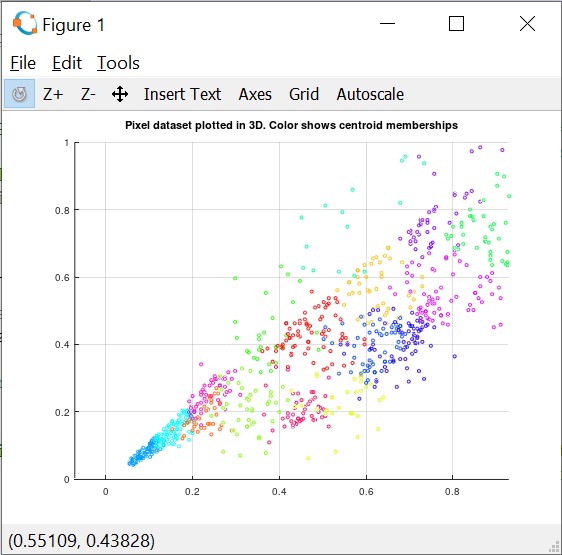 Figure 1
File Edit Tools
Z+ Z- Insert Text Axes Grid Autoscale
Pixel dataset plotted in 3D. Color shows centroid memberships
1
0.8
0.6
0.4
0.2
0
0 0.2 0.4 0.6 0.8
(0.55109, 0.43828)